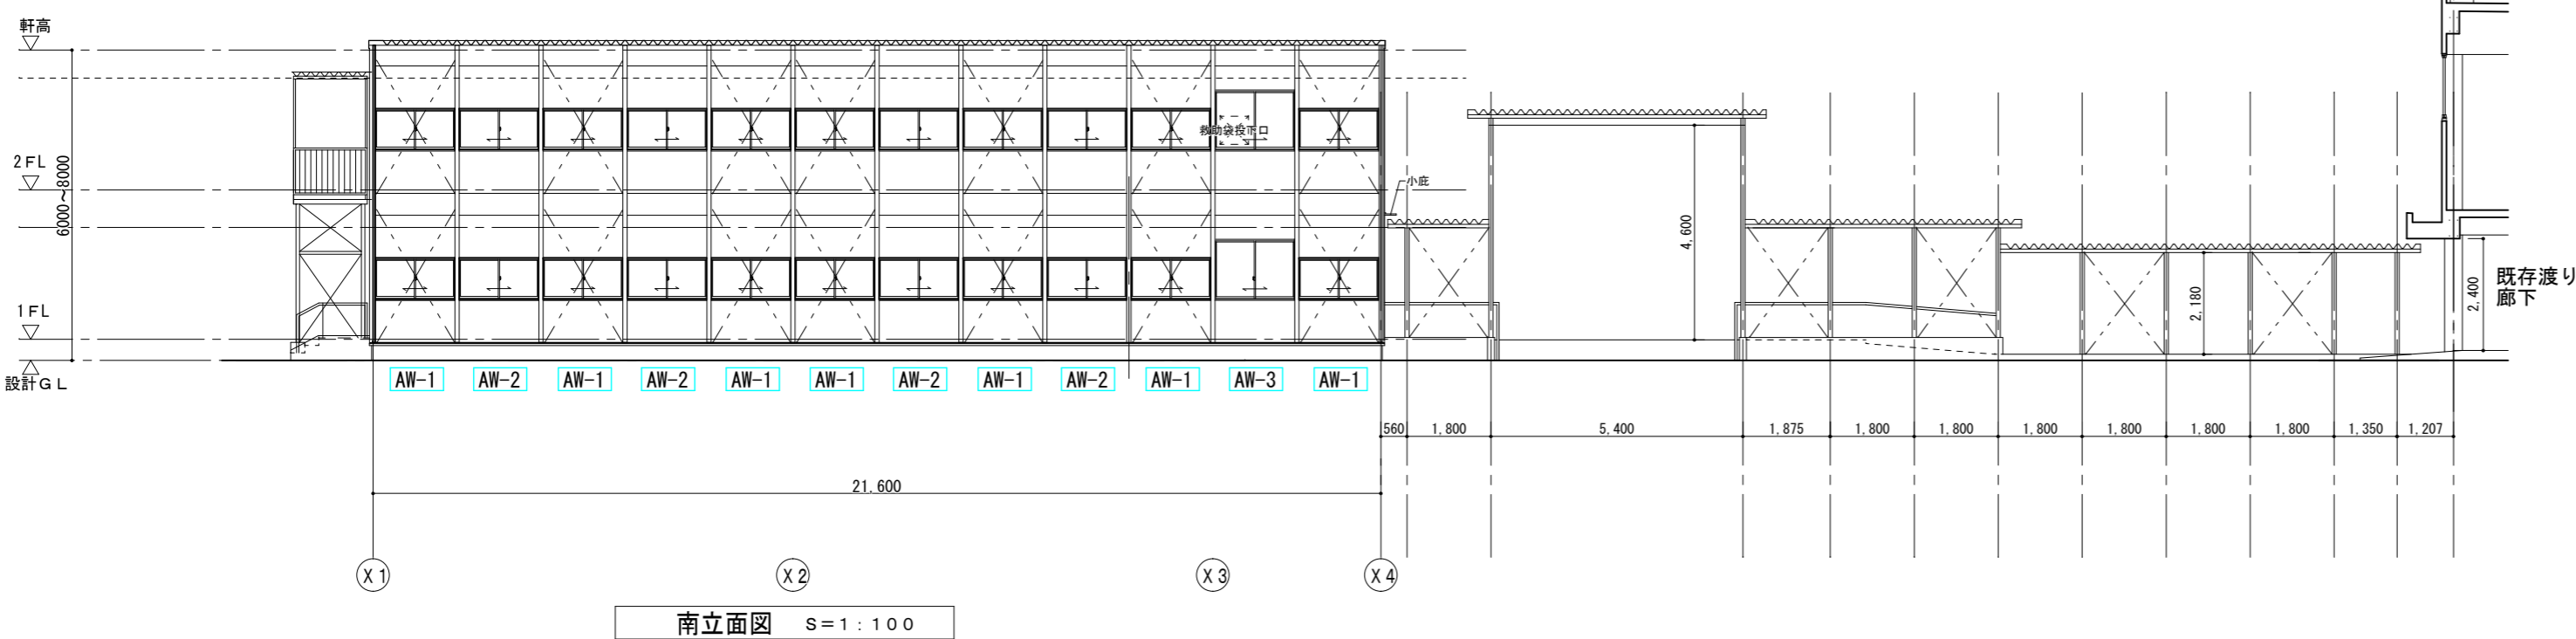 軒高
2FL
6000~8000
1FL
設計GL
救助袋投下口
小庇
4,600
2,180
2,400
既存渡り
廊下
AW-1
AW-2
AW-1
AW-2
AW-1
AW-1
AW-2
AW-1
AW-2
AW-1
AW-3
AW-1
560
1,800
5,400
1,875
1,800
1,800
1,800
1,800
1,800
1,800
1,350
1,207
21,600
X1
X2
X3
X4
南立面図 S=1:100